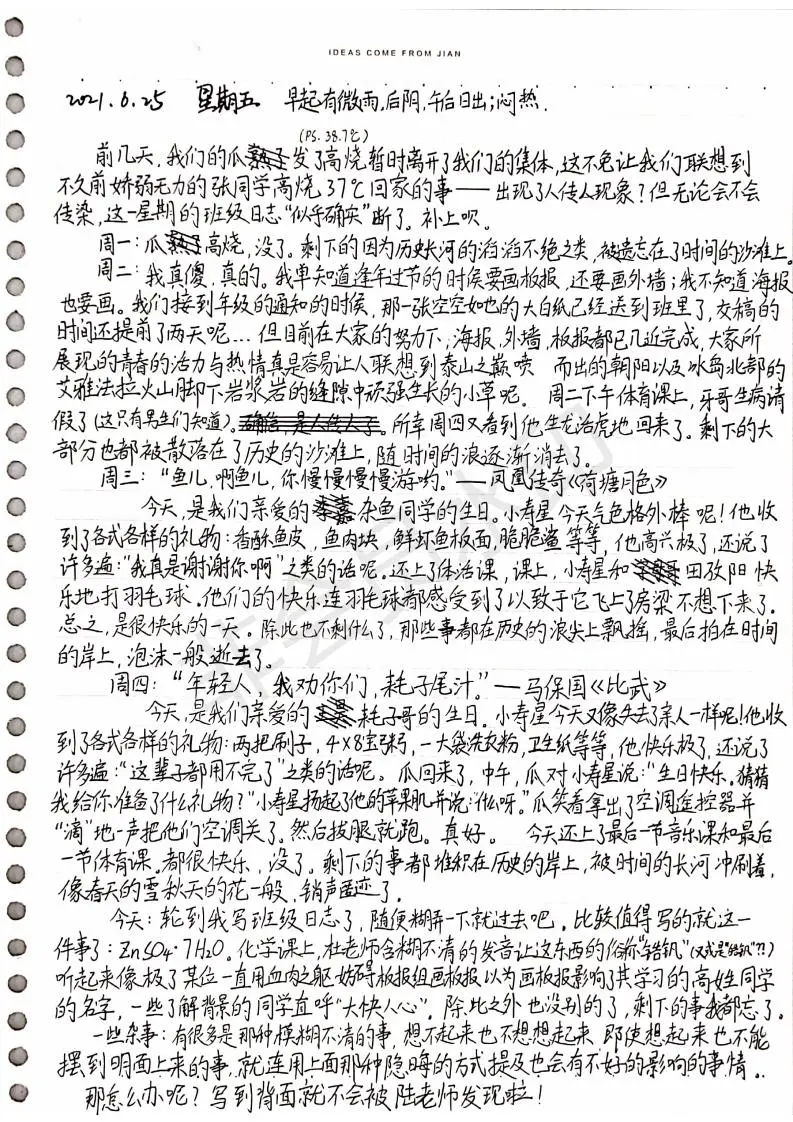 IDEAS COME FROM JIAN
2021.6.25 星期五 早起有微雨,后阴,午后日出;闷热.
(PS. 38.7℃)
前几天,我们的瓜发了高烧暂时离开了我们的集体,这不免让我们联想到
不久前娇弱无力的张同学高烧37℃回家的事——出现了人传人现象?但无论会不会
传染,这一星期的班级日志“似乎确实”断了。补上呗。
周一:瓜高烧,没了。剩下的因为历史长河的滔滔不绝之类,被遗忘在了时间的沙滩上。
周二:我真傻,真的。我单知道逢年过节的时候要画板报,还要画外墙;我不知道海报
也要画。我们接到年级的通知的时候,那一张空空如也的大白纸已经送到班里了,交稿的
时间还提前了两天呢...但目前在大家的努力下,海报、外墙,板报都已几近完成,大家所
展现的青春的活力与热情真是容易让人联想到泰山之巅喷 而出的朝阳以及冰岛北部的
艾雅法拉火山脚下岩浆岩的缝隙中顽强生长的小草呢。 周二下午体育课上,牙哥生病请
假了(这只有男生们知道)。确信,是人传人了。所幸周四又看到他生龙活虎地回来了。剩下的大
部分也都被散落在了历史的沙滩上,随时间的浪逐渐消去了。
周三:“鱼儿,啊鱼儿,你慢慢慢慢游哟。”——凤凰传奇《荷塘月色》
今天,是我们亲爱的杂鱼同学的生日。小寿星今天气色格外棒呢!他收
到了各式各样的礼物:香酥鱼皮,鱼肉块,鲜坏鱼板面,脆脆鲨等等,他高兴极了,还说了
许多遍:“我真是谢谢你啊”之类的话呢。还上了体活课,课上,小寿星和田孜阳快
乐地打羽毛球。他们的快乐连羽毛球都感受到了以致于它飞上了房梁不想下来了。
总之,是很快乐的一天。除此也不剩什么了,那些事都在历史的浪尖上飘摇,最后拍在时间
的岸上,泡沫一般逝去了。
周四:“年轻人,我劝你们,耗子尾汁。”—马保国《比武》
今天,是我们亲爱的耗子哥的生日。小寿星今天又像失去了亲人一样呢!他收
到了各式各样的礼物:两把刷子,4×8宝粥,一大袋洗衣粉,卫生纸等等,他快乐极了,还说了
许多遍:“这辈子都用不完了”之类的话呢。瓜回来了,中午,瓜对小寿星说:“生日快乐,猜猜
我给你准备了什么礼物?”小寿星扬起了他的苹果肌并说:“什么呀。”瓜笑着拿出了空调遥控器并
“滴”地一声把他们空调关了。然后拔腿就跑。真好。 今天还上了最后一节音乐课和最后
一节体育课。都很快乐,没了。剩下的事都堆积在历史的岸上,被时间的长河冲刷着,
像春天的雪秋天的花一般,销声匿迹了。
今天:轮到我写班级日志了,随便糊弄一下就过去吧。比较值得写的就这一
件事了:ZnSO4·7H2O。化学课上,杜老师含糊不清的发音让这东西的俗称“锆钒”(又或是“皓钒”??)
听起来像极了某位一直用血肉之躯妨碍板报组画板报以为画板报影响了其学习的高姓同学
的名字,一些了解背景的同学直呼“大快人心”。除此之外也没别的了,剩下的事我都忘了。
一些杂事:有很多是那种模糊不清的事,想不起来也不想想起来,即使想起来也不能
摆到明面上来的事,就连用上面那种隐晦的方式提及也会有不好的影响的事情..
那怎么办呢?写到背面就不会被陆老师发现啦!